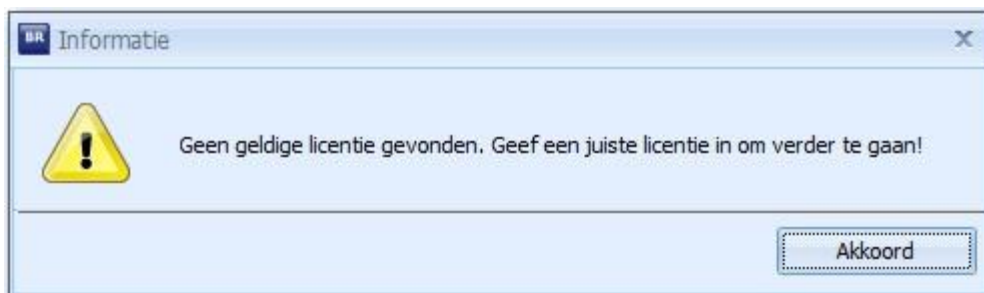 BR Informatie
Geen geldige licentie gevonden. Geef een juiste licentie in om verder te gaan!
Akkoord